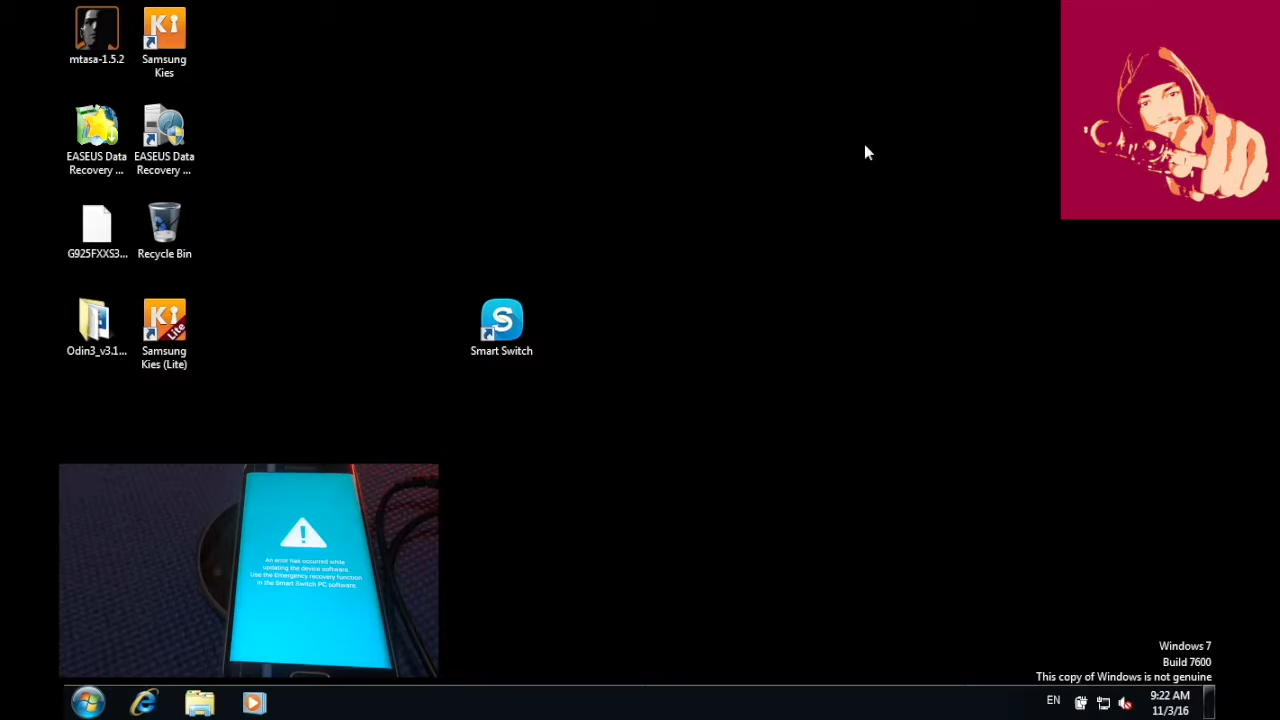 mtasa-1.5.2
Samsung
Kies
EASEUS Data
Recovery ...
EASEUS Data
Recovery ...
G925FXXS3...
Recycle Bin
Odin3_v3.1...
Samsung
Kies (Lite)
Smart Switch
An error has occurred while
updating the device software.
Use the Emergency recovery function
in the Smart Switch PC software.
Windows 7
Build 7600
This copy of Windows is not genuine
EN
9:22 AM
11/3/16